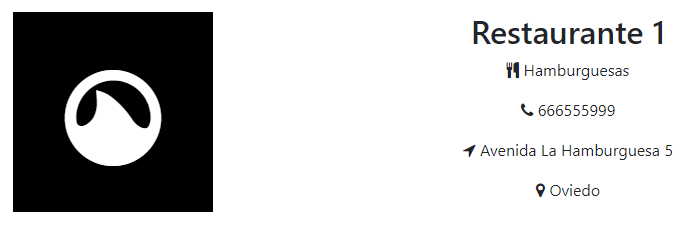 Restaurante 1
Hamburguesas
666555999
Avenida La Hamburguesa 5
Oviedo